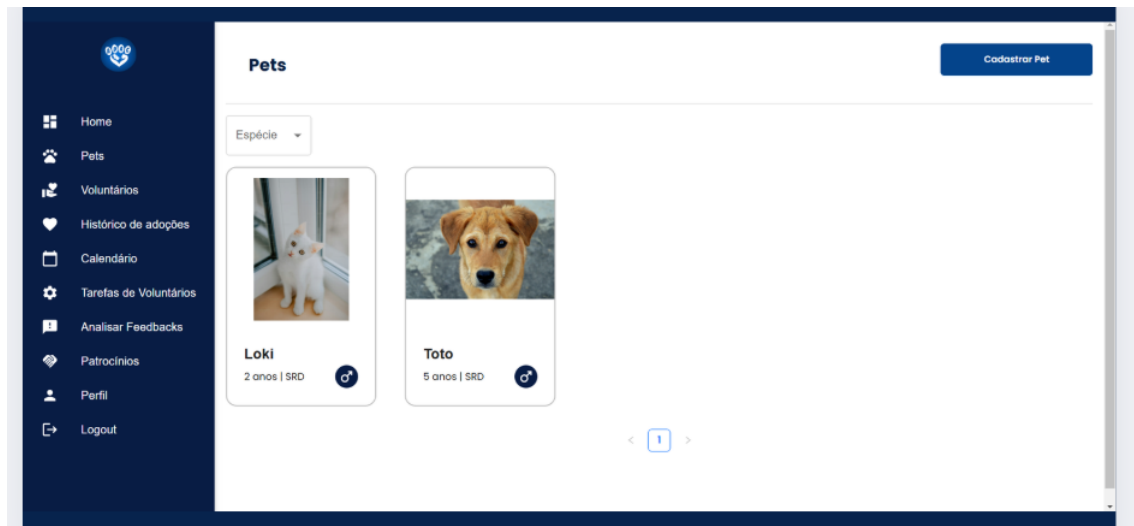 Pets
Cadastrar Pet
Home
Pets
Voluntários
Histórico de adoções
Calendário
Tarefas de Voluntários
Analisar Feedbacks
Patrocínios
Perfil
Logout
Espécie
Loki
2 anos | SRD
Toto
5 anos | SRD
< 1 >